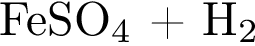 FeSO₄ + H₂